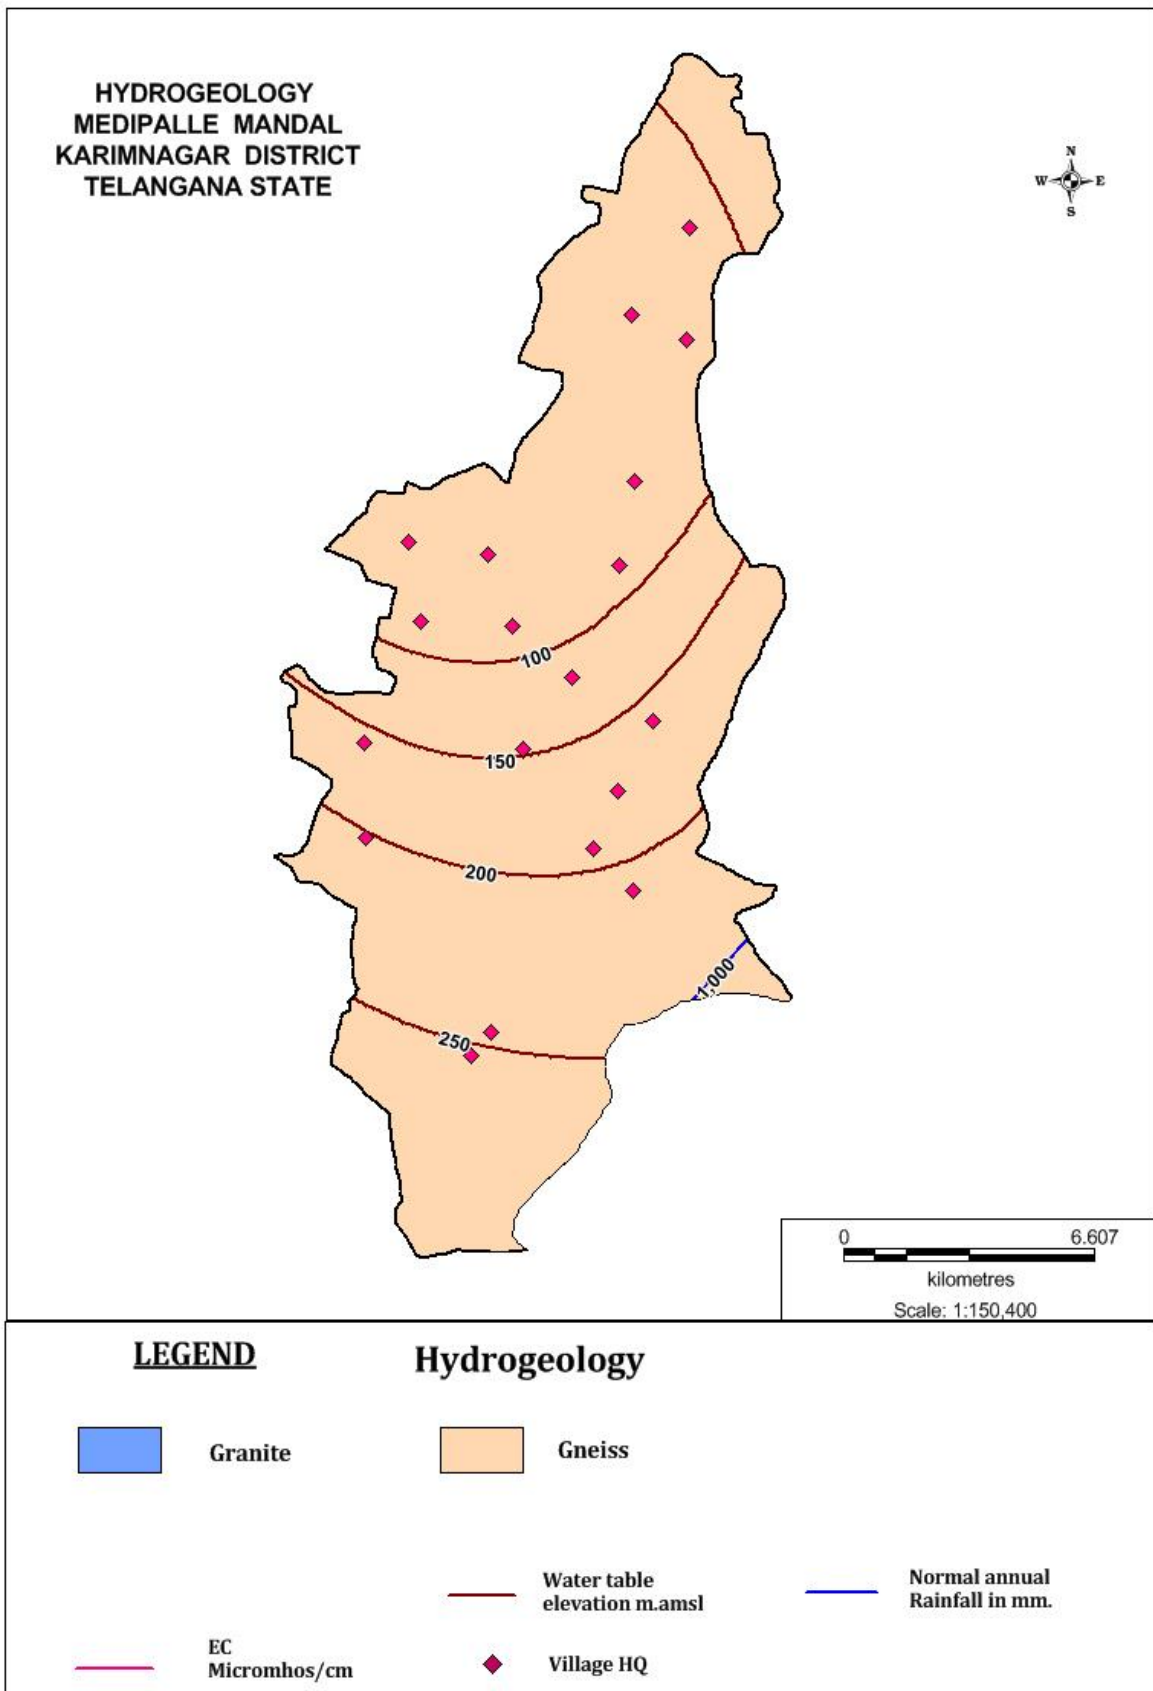 HYDROGEOLOGY
MEDIPALLE MANDAL
KARIMNAGAR DISTRICT
TELANGANA STATE
N
W E
S
100
150
200
1,000
250
0 6.607
kilometres
Scale: 1:150,400
LEGEND Hydrogeology
Granite Gneiss
Water table
elevation m.amsl
Normal annual
Rainfall in mm.
EC
Micromhos/cm
Village HQ